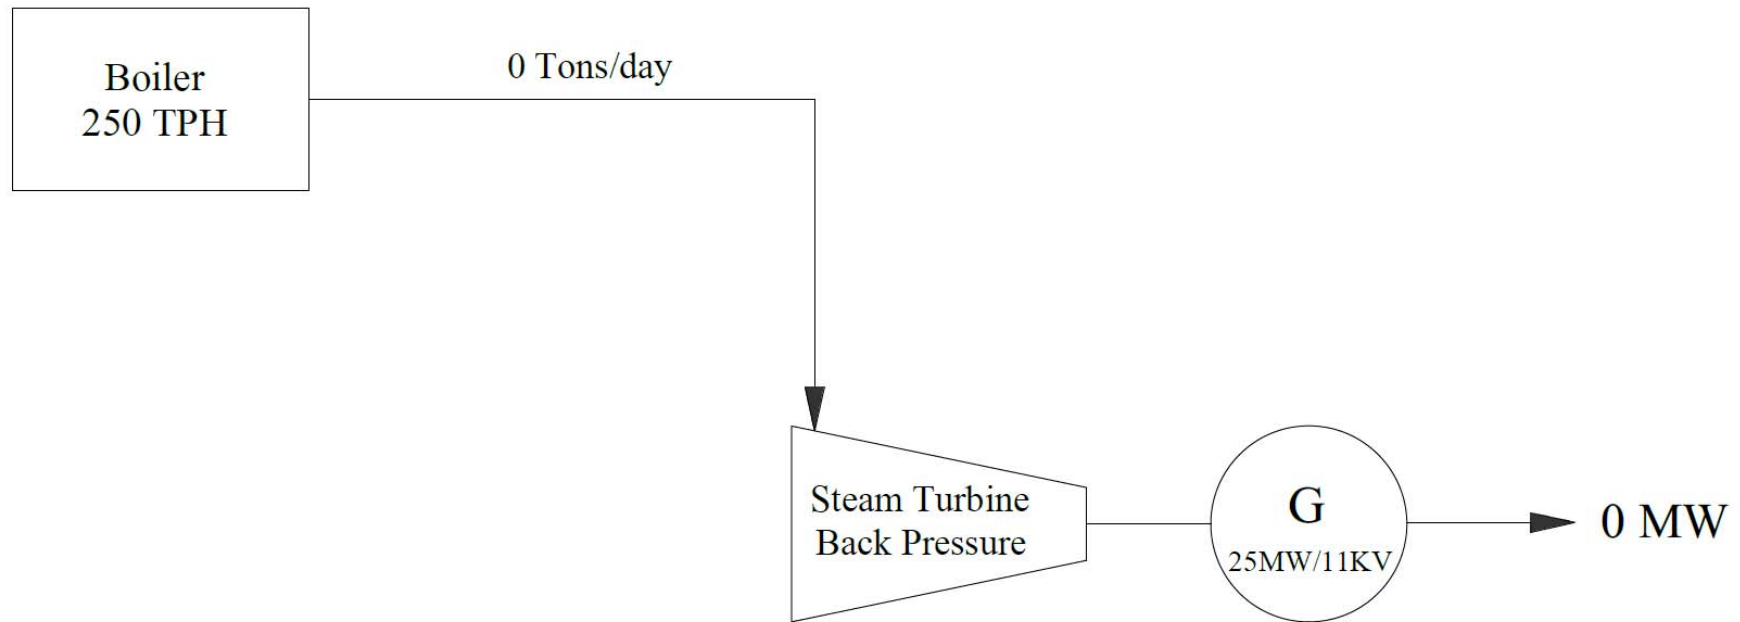 Boiler
250 TPH
0 Tons/day
Steam Turbine
Back Pressure
G
25MW/11KV
0 MW